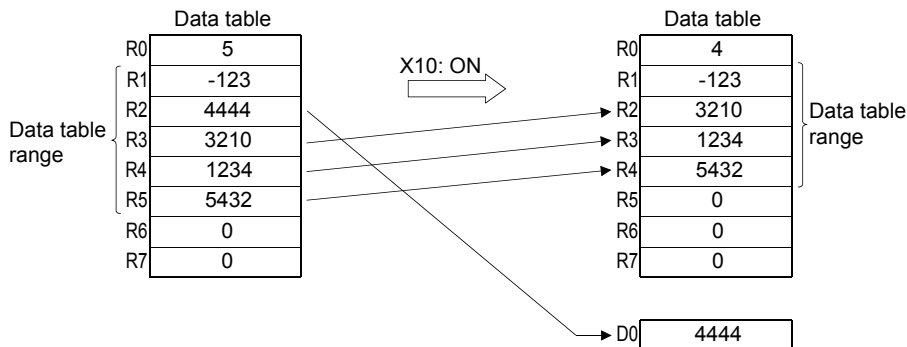 Data table Data table
R0 5 R0 4
R1 -123 X10: ON R1 -123
R2 4444 R2 3210
Data table range R3 3210 R3 1234 Data table range
R4 1234 R4 5432
R5 5432 R5 0
R6 0 R6 0
R7 0 R7 0
D0 4444